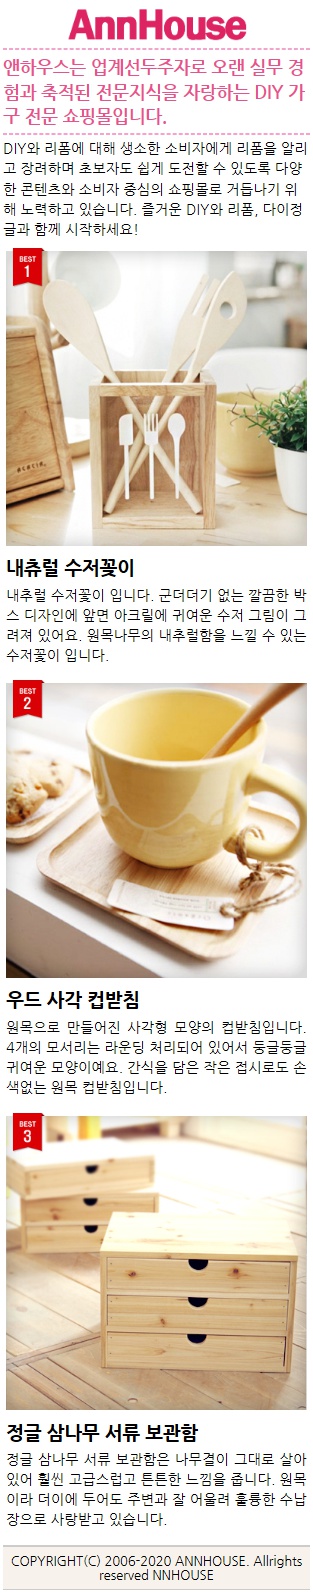 AnnHouse
앤하우스는 업계선두주자로 오랜 실무 경
험과 축적된 전문지식을 자랑하는 DIY 가
구 전문 쇼핑몰입니다.
DIY와 리폼에 대해 생소한 소비자에게 리폼을 알리
고 장려하며 초보자도 쉽게 도전할 수 있도록 다양
한 콘텐츠와 소비자 중심의 쇼핑몰로 거듭나기 위
해 노력하고 있습니다. 즐거운 DIY와 리폼, 다이정
글과 함께 시작하세요!
BEST
1
acacia.
내츄럴 수저꽂이
내추럴 수저꽂이 입니다. 군더더기 없는 깔끔한 박
스 디자인에 앞면 아크릴에 귀여운 수저 그림이 그
려져 있어요. 원목나무의 내추럴함을 느낄 수 있는
수저꽂이 입니다.
BEST
2
우드 사각 컵받침
원목으로 만들어진 사각형 모양의 컵받침입니다.
4개의 모서리는 라운딩 처리되어 있어서 둥글둥글
귀여운 모양이예요. 간식을 담은 작은 접시로도 손
색없는 원목 컵받침입니다.
BEST
3
정글 삼나무 서류 보관함
정글 삼나무 서류 보관함은 나무결이 그대로 살아
있어 훨씬 고급스럽고 튼튼한 느낌을 줍니다. 원목
이라 더이에 두어도 주변과 잘 어울려 훌륭한 수납
장으로 사랑받고 있습니다.
COPYRIGHT(C) 2006-2020 ANNHOUSE. Allrights
reserved NNHOUSE